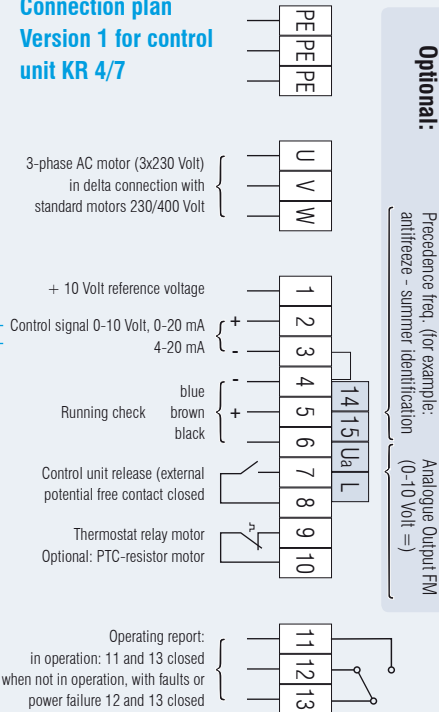 Connection plan
Version 1 for control
unit KR 4/7
PE PE PE
Optional:
3-phase AC motor (3x230 Volt)
in delta connection with
standard motors 230/400 Volt
U V W
Precedence freq. (for example:
antifreeze - summer identification
+ 10 Volt reference voltage
1
Control signal 0-10 Volt, 0-20 mA
4-20 mA
+ 2
- 3
blue
Running check brown
black
- 4
+ 5
6
14 15 Ua L
Analogue Output FM
(0-10 Volt =)
Control unit release (external
potential free contact closed
7
8
Thermostat relay motor
Optional: PTC-resistor motor
9
10
Operating report:
in operation: 11 and 13 closed
when not in operation, with faults or
power failure 12 and 13 closed
11
12
13